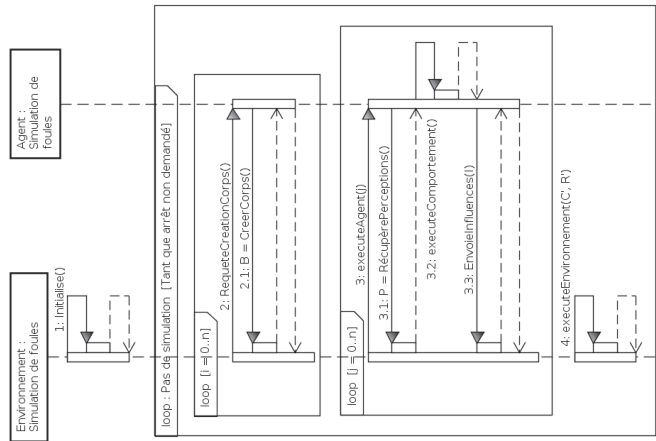 Environnement :
Simulation de foules
Agent :
Simulation de
foules
1: Initialise()
loop : Pas de simulation [Tant que arrêt non demandé]
loop [i = 0..n]
2: RequeteCreationCorps()
2.1: B = CreerCorps()
loop [j = 0..n]
3: executeAgent(j)
3.1: P = RécupèrePerceptions()
3.2: executeComportement()
3.3: EnvoieInfluences(I)
4: executeEnvironnement(C', R')